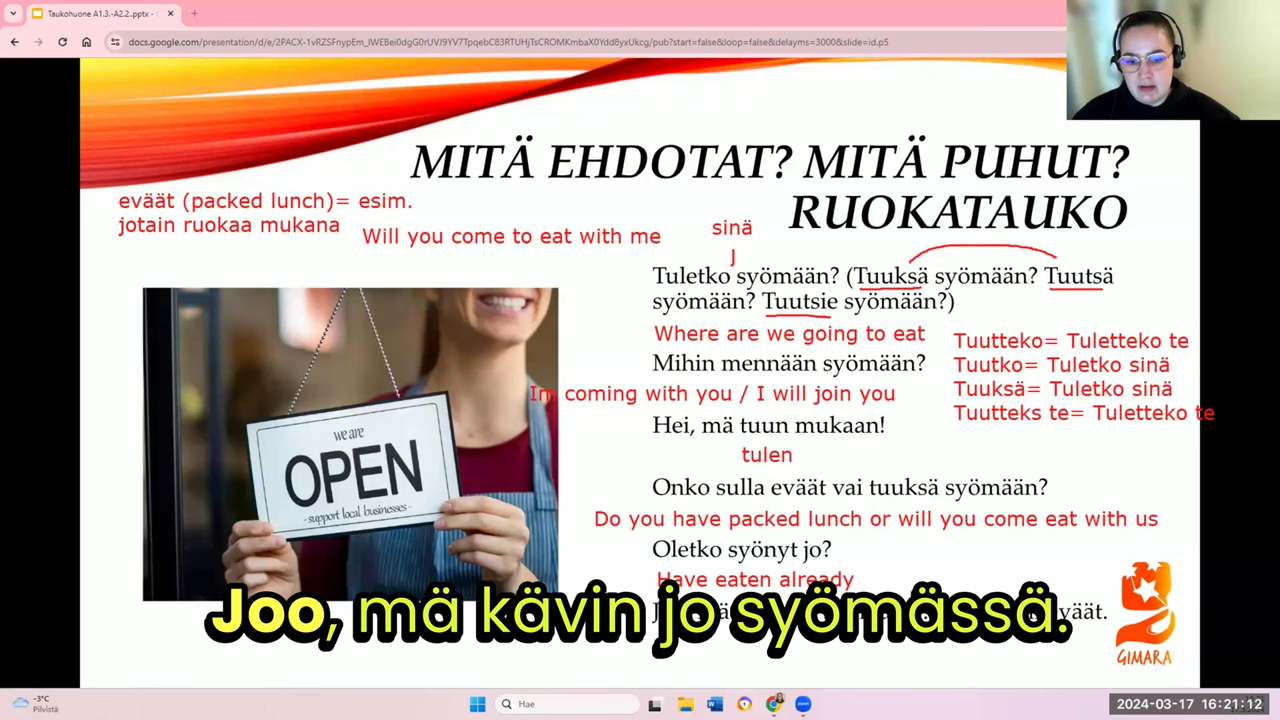 Taukohuone A1.3.-A2.2..pptx -
docs.google.com/presentation/d/e/2PACX-1vRZSFnypEm_lWEBei0dgG0rUVJ9YV7TpqebC83RTUHjTsCROMKmbaX0Ydd8yxUkcg/pub?start=false&loop=false&delayms=3000&slide=id.p5
MITÄ EHDOTAT? MITÄ PUHUT?
RUOKATAUKO
eväät (packed lunch)= esim.
jotain ruokaa mukana
Will you come to eat with me
sinä
Tuletko syömään? (Tuuksä syömään? Tuutsä
syömään? Tuutsie syömään?)
Where are we going to eat
Mihin mennään syömään?
Im coming with you / I will join you
Hei, mä tuun mukaan!
tulen
Onko sulla eväät vai tuuksä syömään?
Do you have packed lunch or will you come eat with us
Oletko syönyt jo?
Have eaten already
Tuutteko= Tuletteko te
Tuutko= Tuletko sinä
Tuuksä= Tuletko sinä
Tuutteks te= Tuletteko te
we are
OPEN
-support local businesses-
Joo, mä kävin jo syömässä.
GIMARA
-3°C
Pilvistä
Hae
2024-03-17 16:21:12